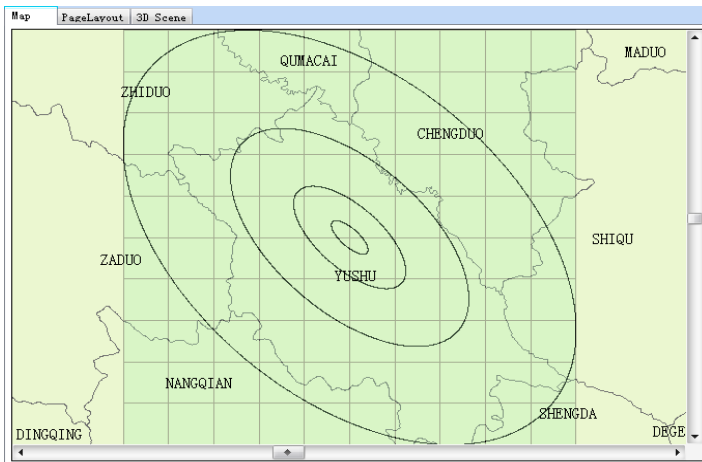 Map PageLayout 3D Scene
MADUO
QUMACAI
ZHIDUO
CHENGDUO
SHIQU
ZADUO
YUSHU
NANGQIAN
SHENGDA
DINGQING DEGE